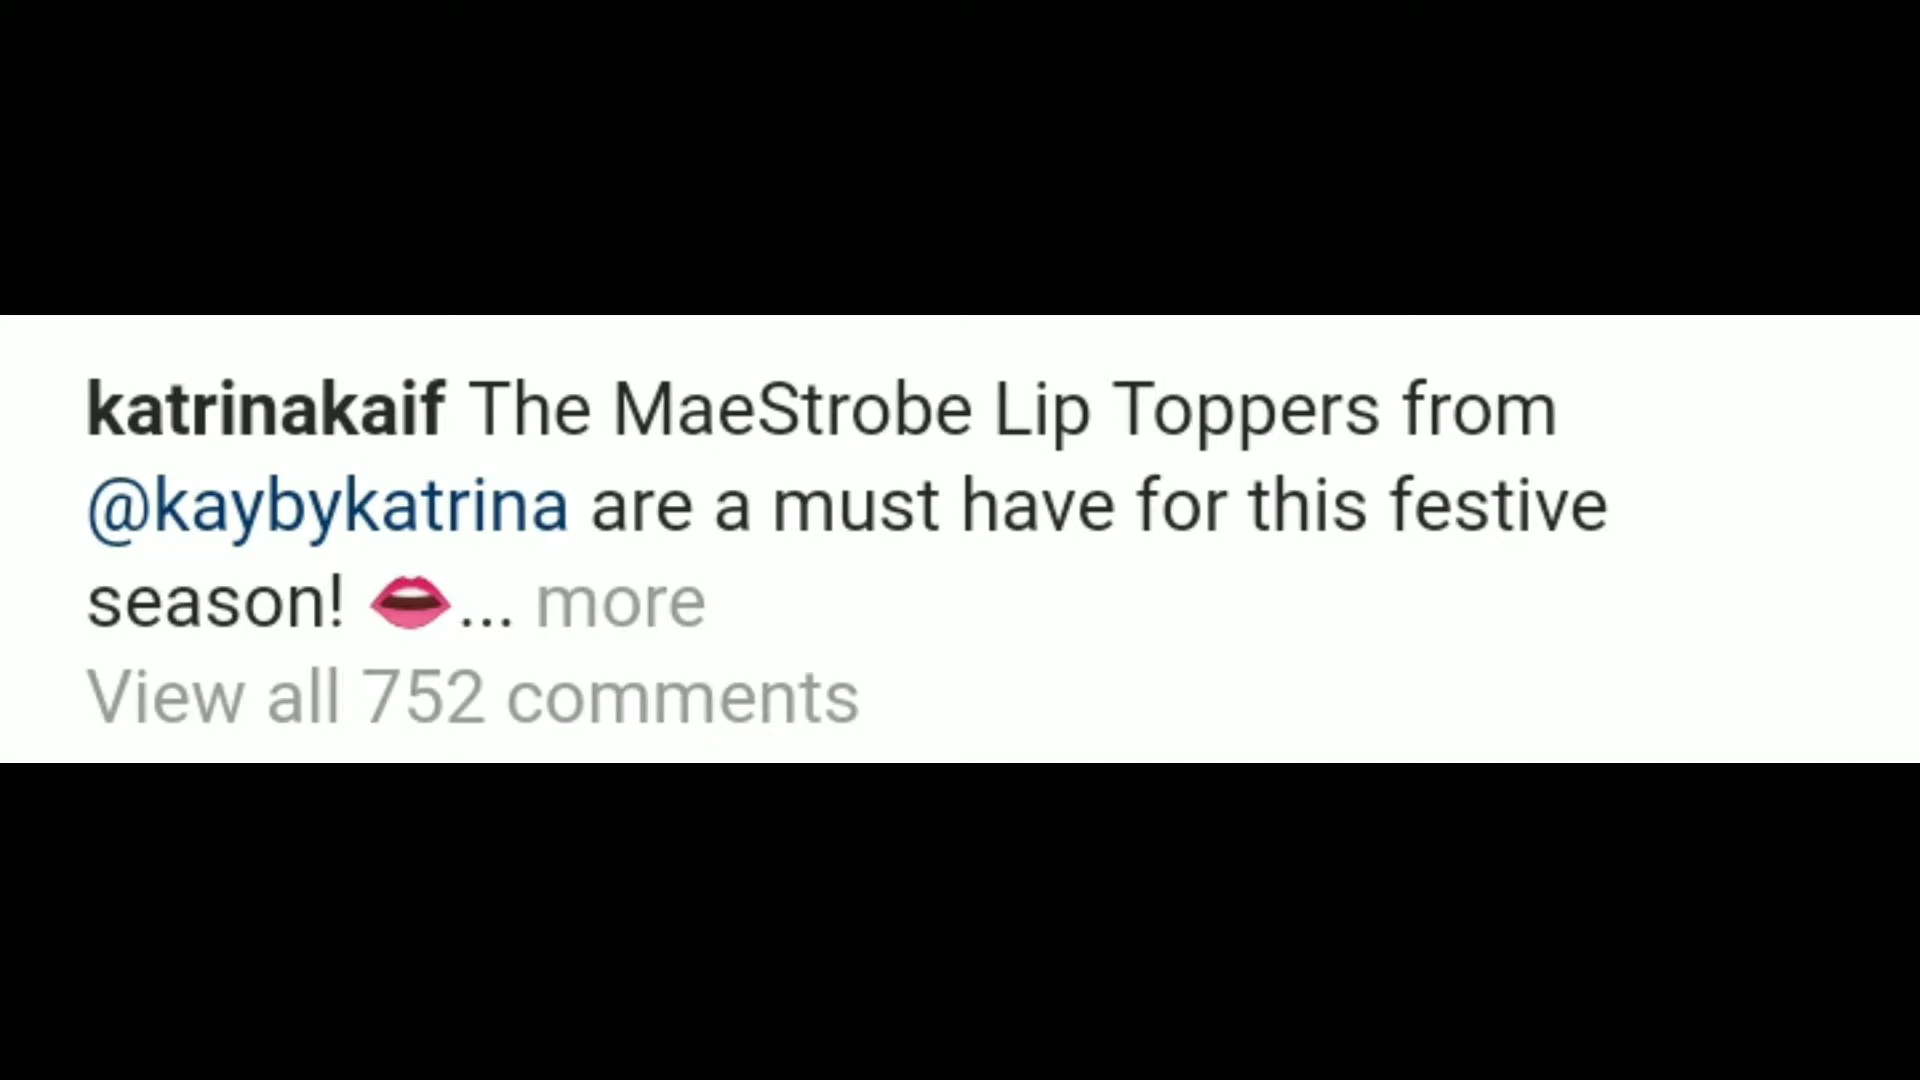 katrinakaif The MaeStrobe Lip Toppers from
@kaybykatrina are a must have for this festive
season! 👄... more
View all 752 comments